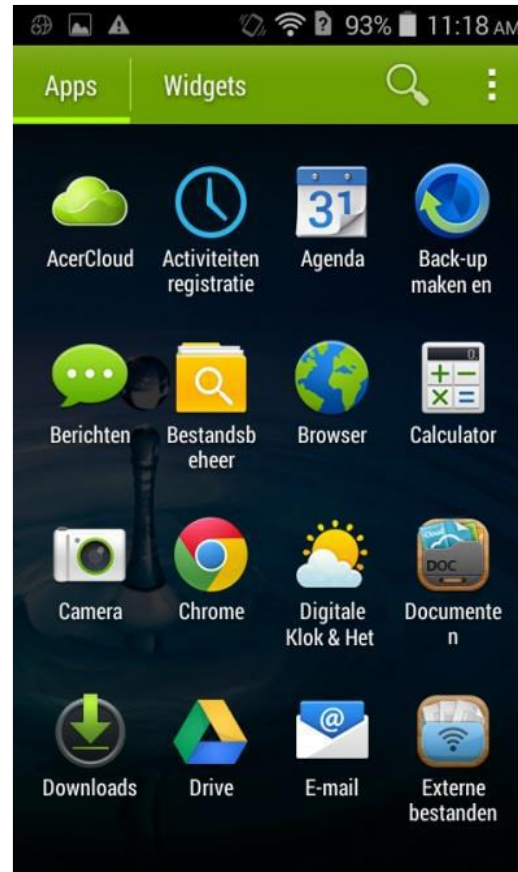 93% 11:18 AM
Apps Widgets
31
AcerCloud Activiteiten Agenda Back-up
registratie maken en
0.
Berichten Bestandsb Browser Calculator
eheer
DOC
Camera Chrome Digitale Documente
Klok & Het n
@
Downloads Drive E-mail Externe
bestanden